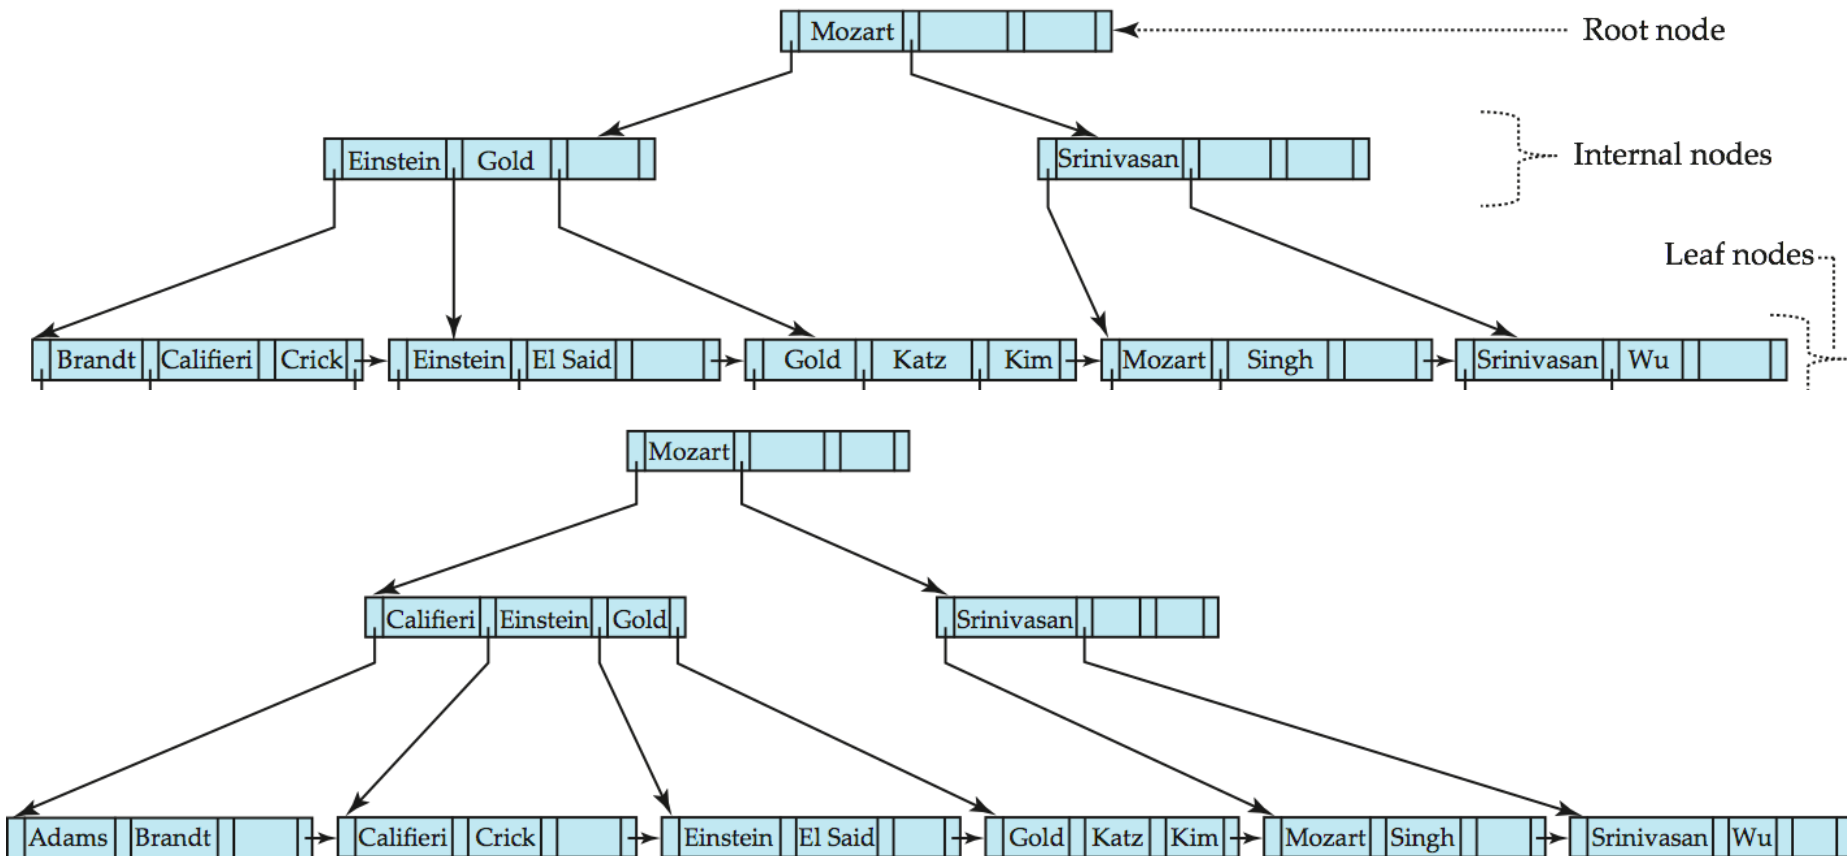 Mozart Root node
Einstein Gold Srinivasan Internal nodes
Leaf nodes
Brandt Califieri Crick Einstein El Said Gold Katz Kim Mozart Singh Srinivasan Wu
Mozart
Califieri Einstein Gold Srinivasan
Adams Brandt Califieri Crick Einstein El Said Gold Katz Kim Mozart Singh Srinivasan Wu